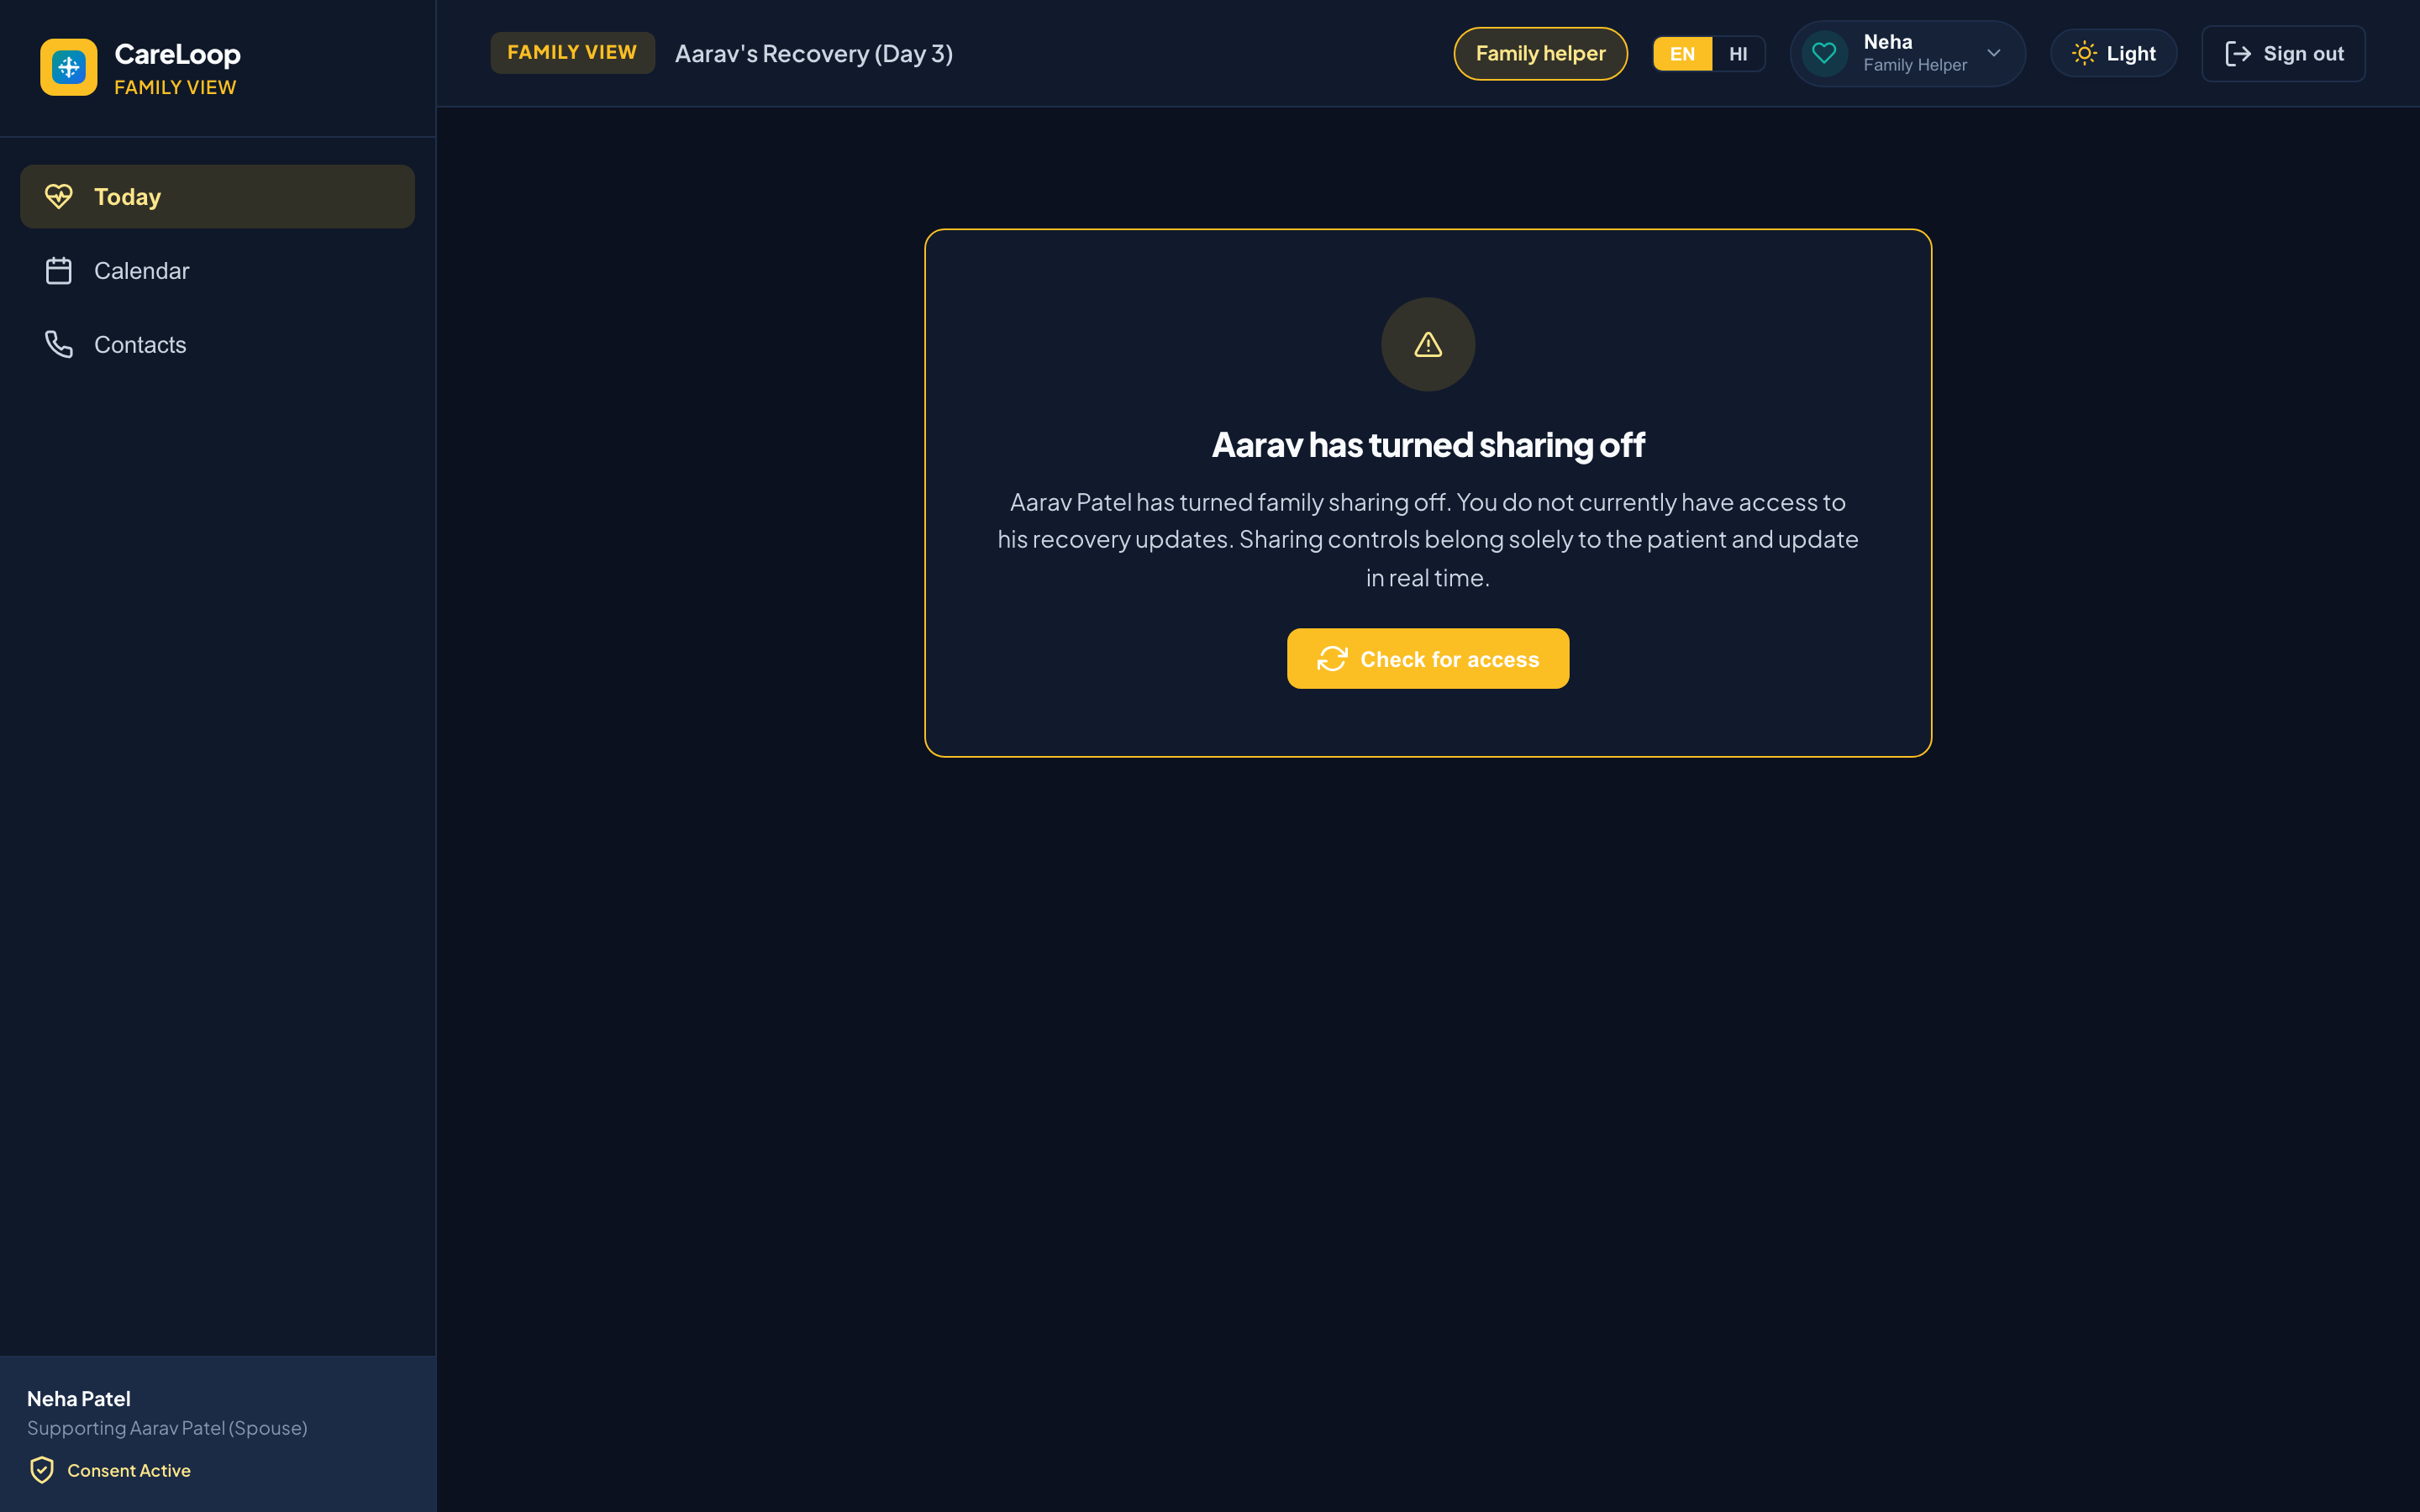 CareLoop
FAMILY VIEW
Today
Calendar
Contacts
Neha Patel
Supporting Aarav Patel (Spouse)
Consent Active
FAMILY VIEW
Aarav's Recovery (Day 3)
Family helper
EN
HI
Neha
Family Helper
Light
Sign out
Aarav has turned sharing off
Aarav Patel has turned family sharing off. You do not currently have access to
his recovery updates. Sharing controls belong solely to the patient and update
in real time.
Check for access